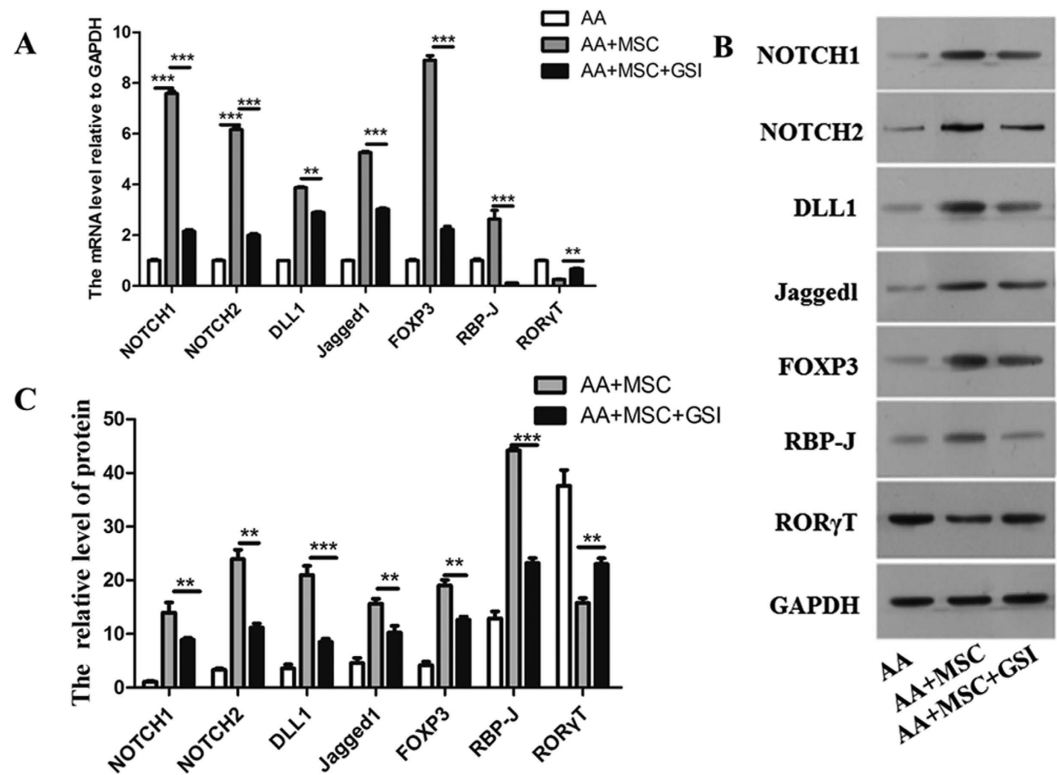 A
The mRNA level relative to GAPDH
10
8
6
4
2
0
AA
AA+MSC
AA+MSC+GSI
***
***
***
***
**
***
***
***
**
NOTCH1
NOTCH2
DLL1
Jagged1
FOXP3
RBP-J
RORγT
B
NOTCH1
NOTCH2
DLL1
Jaggedl
FOXP3
RBP-J
RORγT
GAPDH
AA
AA+MSC
AA+MSC+GSI
C
The relative level of protein
50
40
30
20
10
0
AA+MSC
AA+MSC+GSI
**
**
***
**
**
***
**
NOTCH1
NOTCH2
DLL1
Jagged1
FOXP3
RBP-J
RORγT